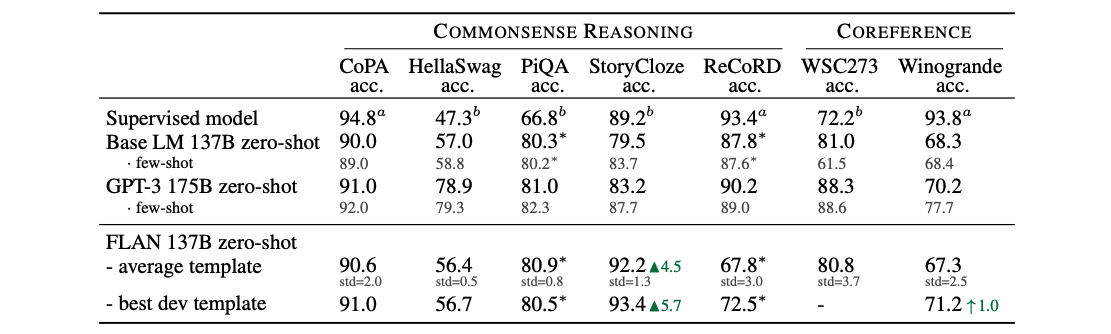 COMMONSENSE REASONING COREFERENCE
CoPA HellaSwag PiQA StoryCloze ReCoRD WSC273 Winogrande
acc. acc. acc. acc. acc. acc. acc.
Supervised model 94.8a 47.3b 66.8b 89.2b 93.4a 72.2b 93.8a
Base LM 137B zero-shot 90.0 57.0 80.3* 79.5 87.8* 81.0 68.3
· few-shot 89.0 58.8 80.2* 83.7 87.6* 61.5 68.4
GPT-3 175B zero-shot 91.0 78.9 81.0 83.2 90.2 88.3 70.2
· few-shot 92.0 79.3 82.3 87.7 89.0 88.6 77.7
FLAN 137B zero-shot
- average template 90.6 56.4 80.9* 92.2 ▲4.5 67.8* 80.8 67.3
std=2.0 std=0.5 std=0.8 std=1.3 std=3.0 std=3.7 std=2.5
- best dev template 91.0 56.7 80.5* 93.4 ▲5.7 72.5* - 71.2 ↑1.0